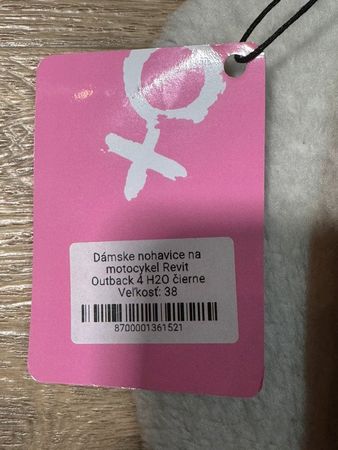 Dámske nohavice na
motocykel Revit
Outback 4 H2O čierne
Veľkosť: 38
8700001361521